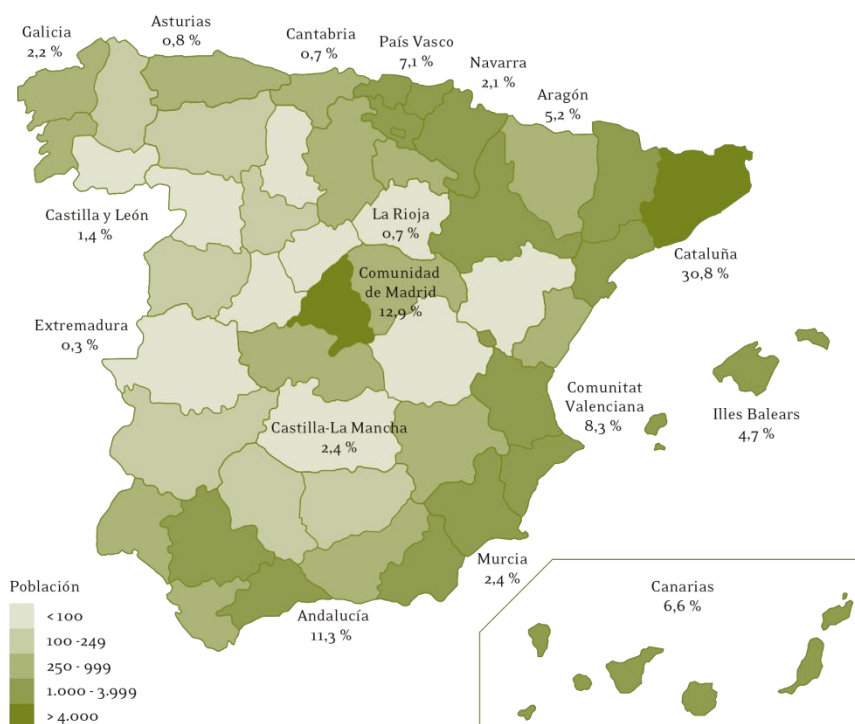 Asturias
0,8 %
Galicia
2,2 %
Cantabria
0,7 %
País Vasco
7,1 %
Navarra
2,1 %
Aragón
5,2 %
Castilla y León
1,4 %
La Rioja
0,7 %
Cataluña
30,8 %
Comunidad
de Madrid
12,9 %
Extremadura
0,3 %
Comunitat
Valenciana
8,3 %
Illes Balears
4,7 %
Castilla-La Mancha
2,4 %
Murcia
2,4 %
Andalucía
11,3 %
Canarias
6,6 %
Población
< 100
100 -249
250 - 999
1.000 - 3.999
> 4.000